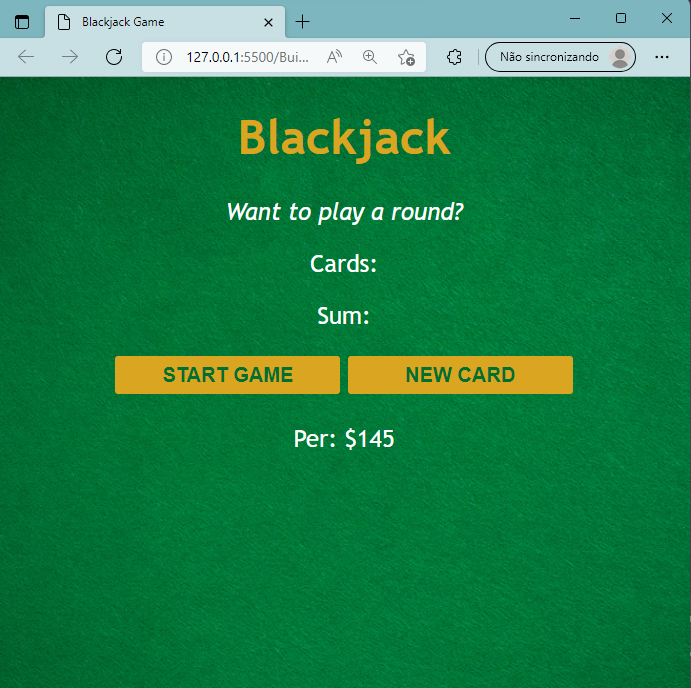 Blackjack Game
127.0.0.1:5500/Bui...
Não sincronizando
Blackjack
Want to play a round?
Cards:
Sum:
START GAME NEW CARD
Per: $145